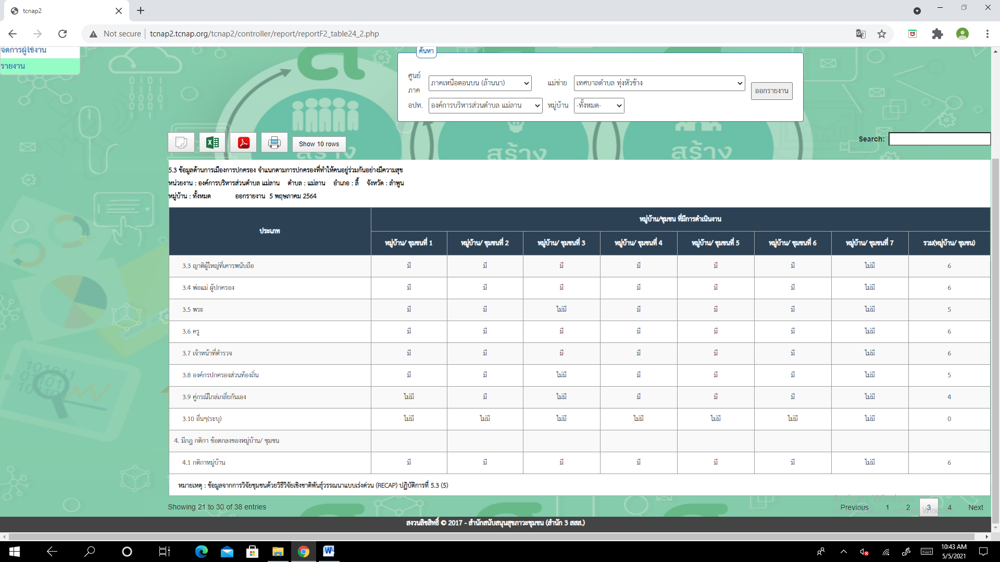 tcnap2
Not secure
tcnap2.tcnap.org/tcnap2/controller/report/reportF2_table24_2.php
จัดการผู้ใช้งาน
รายงาน
ค้นหา
ศูนย์ภาค ภาคเหนือตอนบน (ล้านนา) แม่ข่าย เทศบาลตำบล ทุ่งหัวช้าง ออกรายงาน
อปท. องค์การบริหารส่วนตำบล แม่ลาน หมู่บ้าน -ทั้งหมด-
สร้าง สร้าง
Show 10 rows
Search:
5.3 ข้อมูลด้านการเมืองการปกครอง จำแนกตามการปกครองที่ทำให้คนอยู่ร่วมกันอย่างมีความสุข
หน่วยงาน : องค์การบริหารส่วนตำบล แม่ลาน ตำบล : แม่ลาน อำเภอ : ลี้ จังหวัด : ลำพูน
หมู่บ้าน : ทั้งหมด ออกรายงาน 5 พฤษภาคม 2564
ประเภท หมู่บ้าน/ชุมชน ที่มีการดำเนินงาน
หมู่บ้าน/ ชุมชนที่ 1 หมู่บ้าน/ ชุมชนที่ 2 หมู่บ้าน/ ชุมชนที่ 3 หมู่บ้าน/ ชุมชนที่ 4 หมู่บ้าน/ ชุมชนที่ 5 หมู่บ้าน/ ชุมชนที่ 6 หมู่บ้าน/ ชุมชนที่ 7 รวม(หมู่บ้าน/ ชุมชน)
3.3 ญาติผู้ใหญ่ที่เคารพนับถือ มี มี มี มี มี มี ไม่มี 6
3.4 พ่อแม่ ผู้ปกครอง มี มี มี มี มี มี ไม่มี 6
3.5 พระ มี มี ไม่มี มี มี มี ไม่มี 5
3.6 ครู มี มี มี มี มี มี ไม่มี 6
3.7 เจ้าหน้าที่ตำรวจ มี มี มี มี มี มี ไม่มี 6
3.8 องค์กรปกครองส่วนท้องถิ่น มี มี ไม่มี มี มี มี ไม่มี 5
3.9 คู่กรณีไกล่เกลี่ยกันเอง ไม่มี มี ไม่มี มี มี มี ไม่มี 4
3.10 อื่นๆ(ระบุ) ไม่มี ไม่มี ไม่มี ไม่มี ไม่มี ไม่มี ไม่มี 0
4. มีกฎ กติกา ข้อตกลงของหมู่บ้าน/ ชุมชน
4.1 กติกาหมู่บ้าน มี มี มี มี มี มี ไม่มี 6
หมายเหตุ : ข้อมูลจากการวิจัยชุมชนด้วยวิธีวิจัยเชิงชาติพันธุ์วรรณนาแบบเร่งด่วน (RECAP) ปฏิบัติการที่ 5.3 (5)
Activate Windows
Showing 21 to 30 of 38 entries
Previous 1 2 3 4 Next
สงวนลิขสิทธิ์ © 2017 - สำนักสนับสนุนสุขภาวะชุมชน (สำนัก 3 สสส.)
10:43 AM
5/5/2021